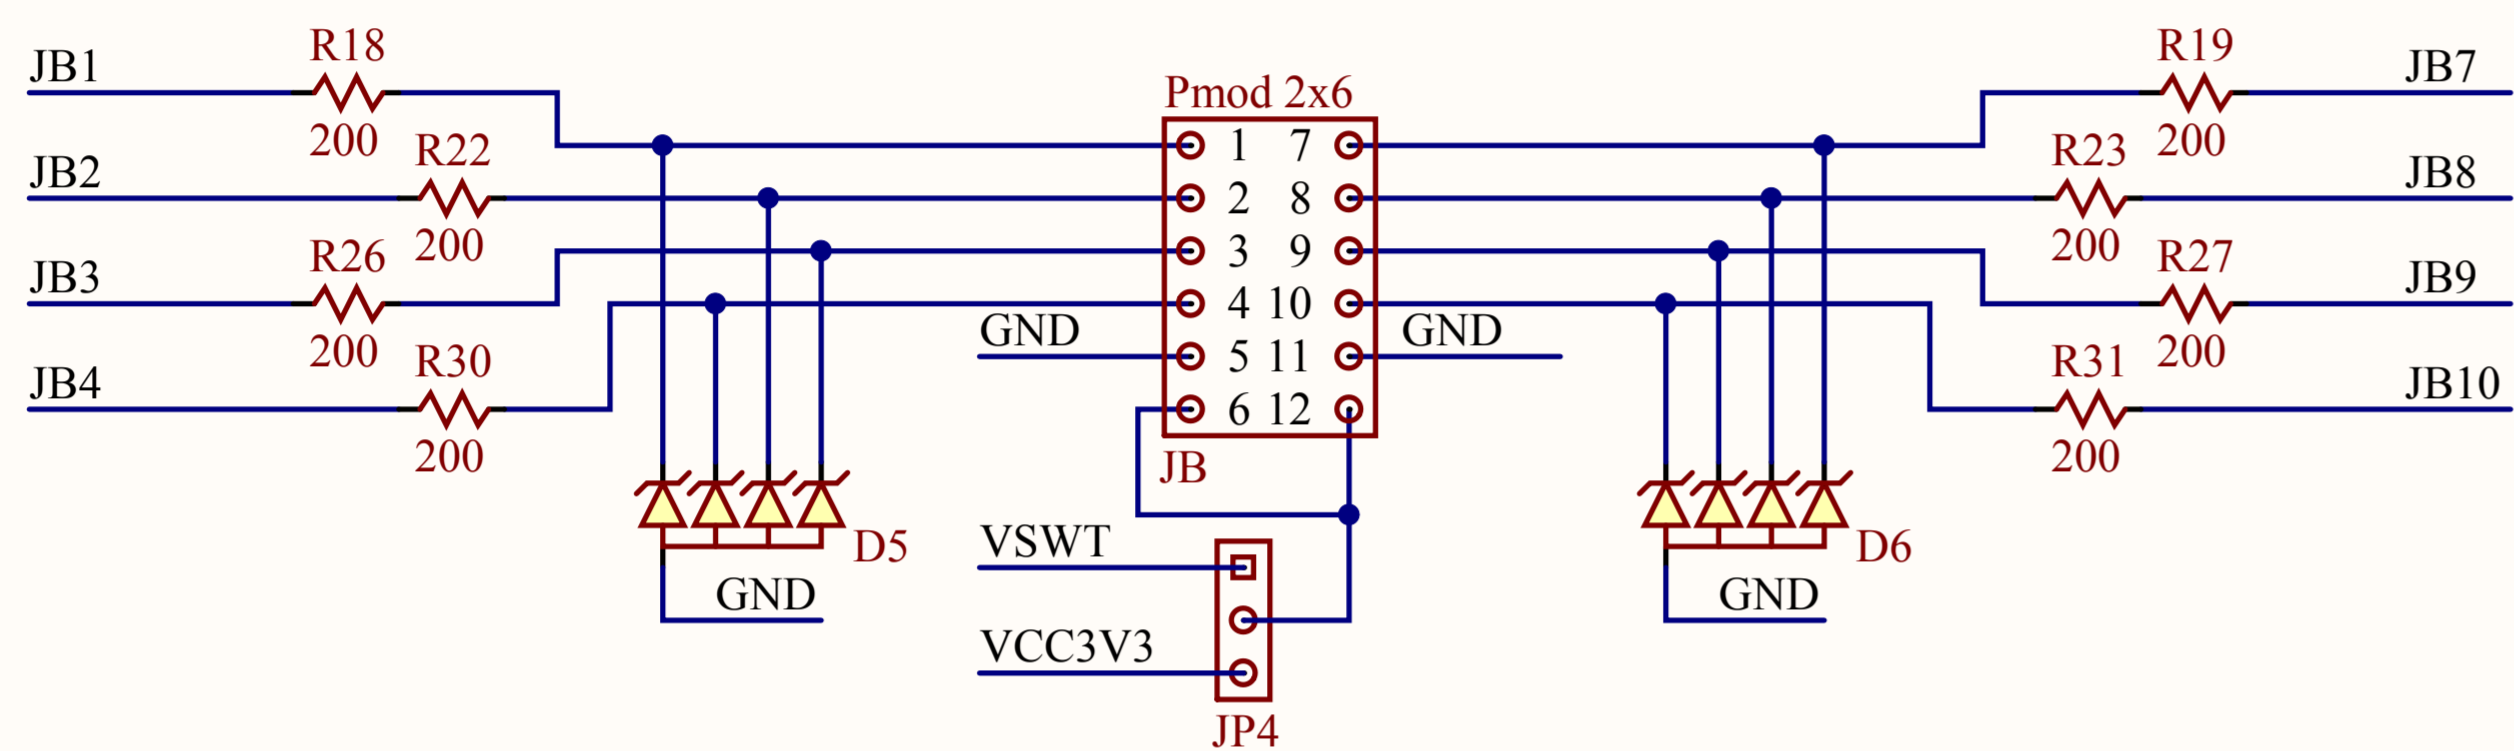 JB1
R18
200
JB2
R22
200
JB3
R26
200
JB4
R30
200
D5
GND
Pmod 2x6
1 7
2 8
3 9
4 10
5 11
6 12
GND
GND
JB
VSWT
VCC3V3
JP4
R19
200
JB7
R23
200
JB8
R27
200
JB9
R31
200
JB10
D6
GND